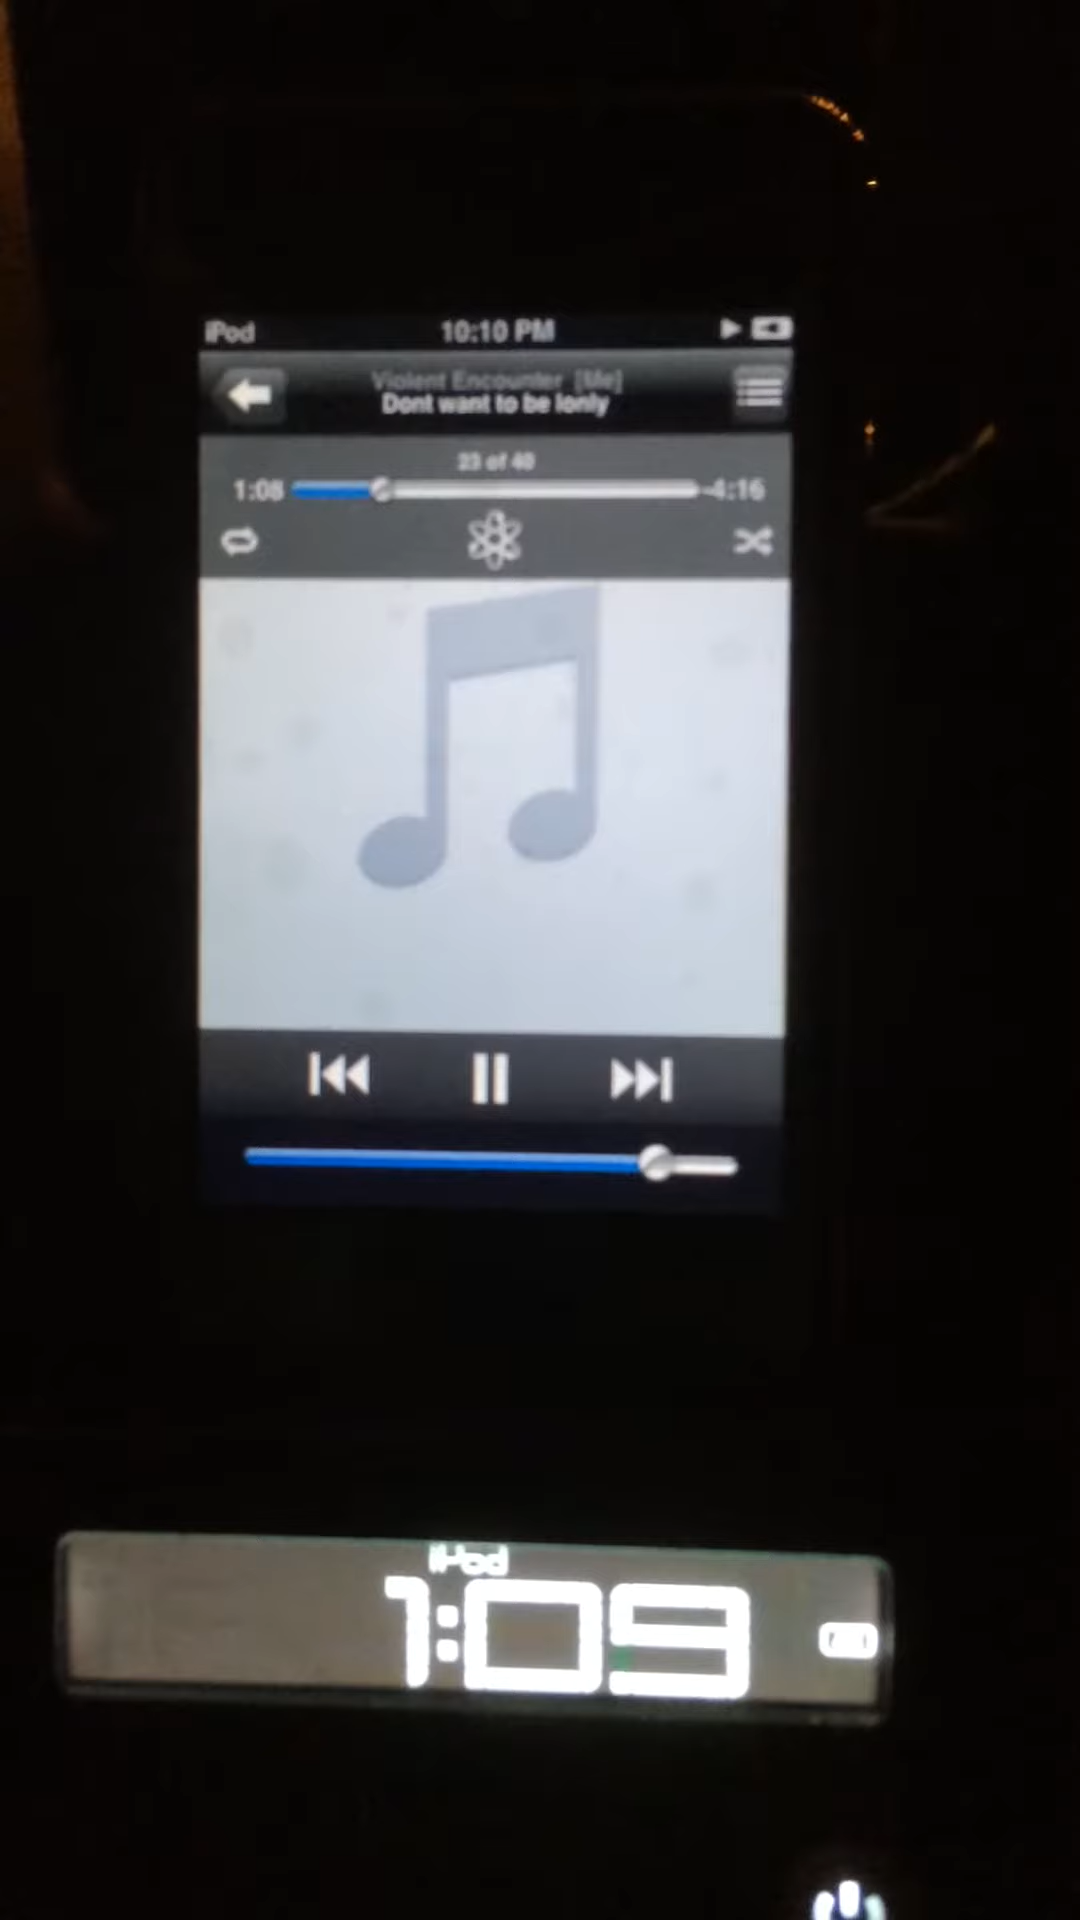 iPod 10:10 PM
Violent Encounter [Me]
Dont want to be lonly
23 of 40
1:08 -4:16
iPod
1:09